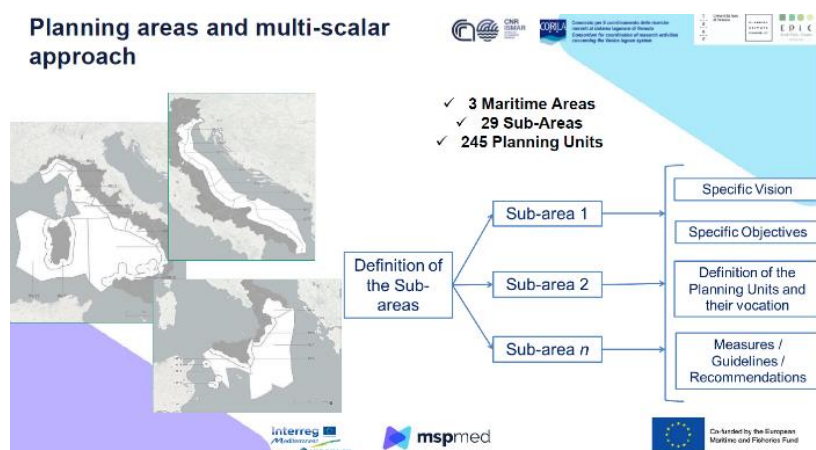 Planning areas and multi-scalar
approach
CNR
ISMAR
CORILA
Consorzio per il coordinamento delle ricerche
inerenti al sistema lagunare di Venezia
Consortium for coordination of research activities
concerning the Venice lagoon system
E P I C
✓ 3 Maritime Areas
✓ 29 Sub-Areas
✓ 245 Planning Units
Definition of
the Sub-
areas
Sub-area 1
Sub-area 2
Sub-area n
Specific Vision
Specific Objectives
Definition of the
Planning Units and
their vocation
Measures /
Guidelines /
Recommendations
Interreg
Mediterranean
mspmed
Co-funded by the European
Maritime and Fisheries Fund